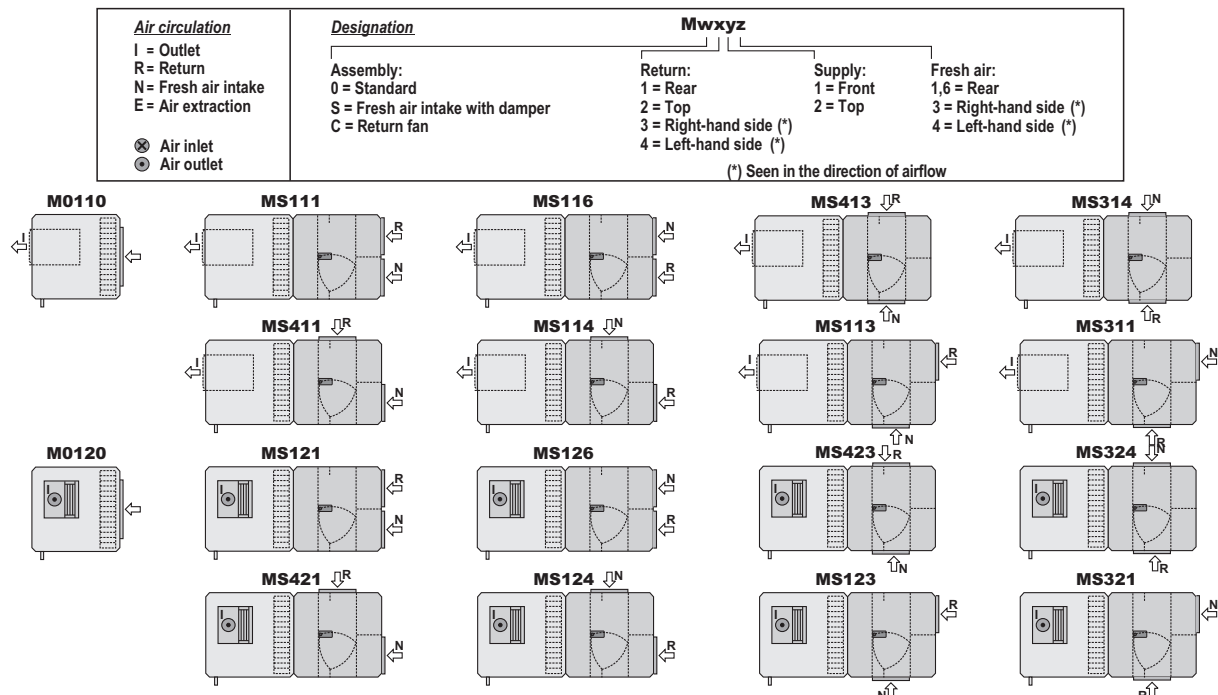 Air circulation
I = Outlet
R = Return
N = Fresh air intake
E = Air extraction
Air inlet
Air outlet
Designation
Mwxyz
Assembly:
0 = Standard
S = Fresh air intake with damper
C = Return fan
Return:
1 = Rear
2 = Top
3 = Right-hand side (*)
4 = Left-hand side (*)
Supply:
1 = Front
2 = Top
Fresh air:
1,6 = Rear
3 = Right-hand side (*)
4 = Left-hand side (*)
(*) Seen in the direction of airflow
M0110
I
MS111
I
R
N
MS116
I
N
R
MS413
R
I
N
MS314
N
I
R
MS411
R
I
N
MS114
N
I
R
MS113
I
R
N
MS311
I
N
R
M0120
I
MS121
I
R
N
MS126
I
N
R
MS423
R
I
N
MS324
N
I
R
MS421
R
I
N
MS124
N
I
R
MS123
I
R
N
MS321
I
N
R